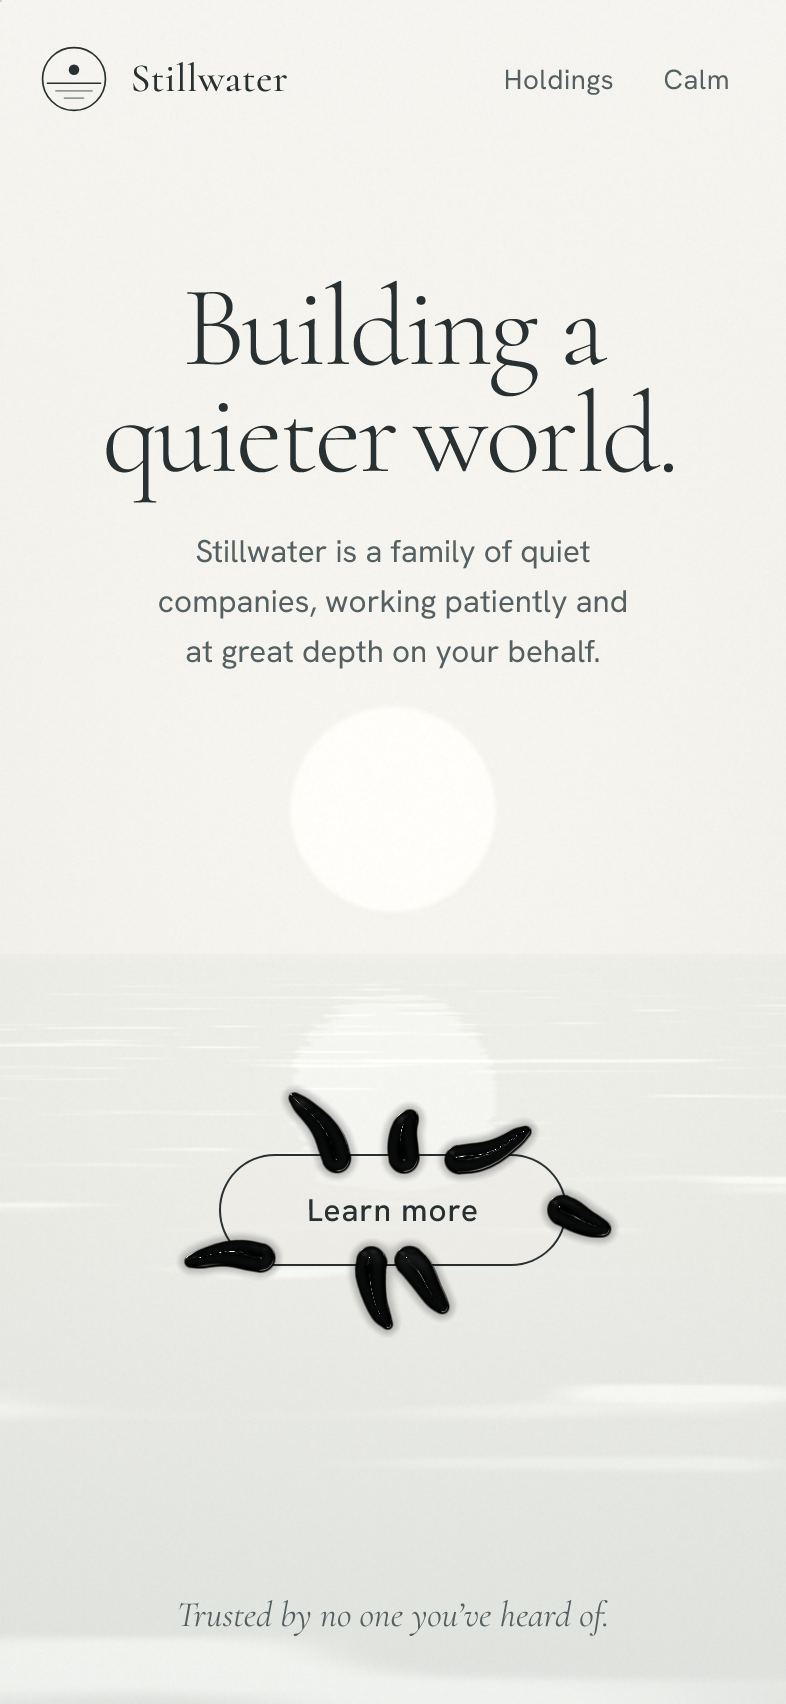 Stillwater
Holdings
Calm
Building a
quieter world.
Stillwater is a family of quiet
companies, working patiently and
at great depth on your behalf.
Learn more
Trusted by no one you’ve heard of.